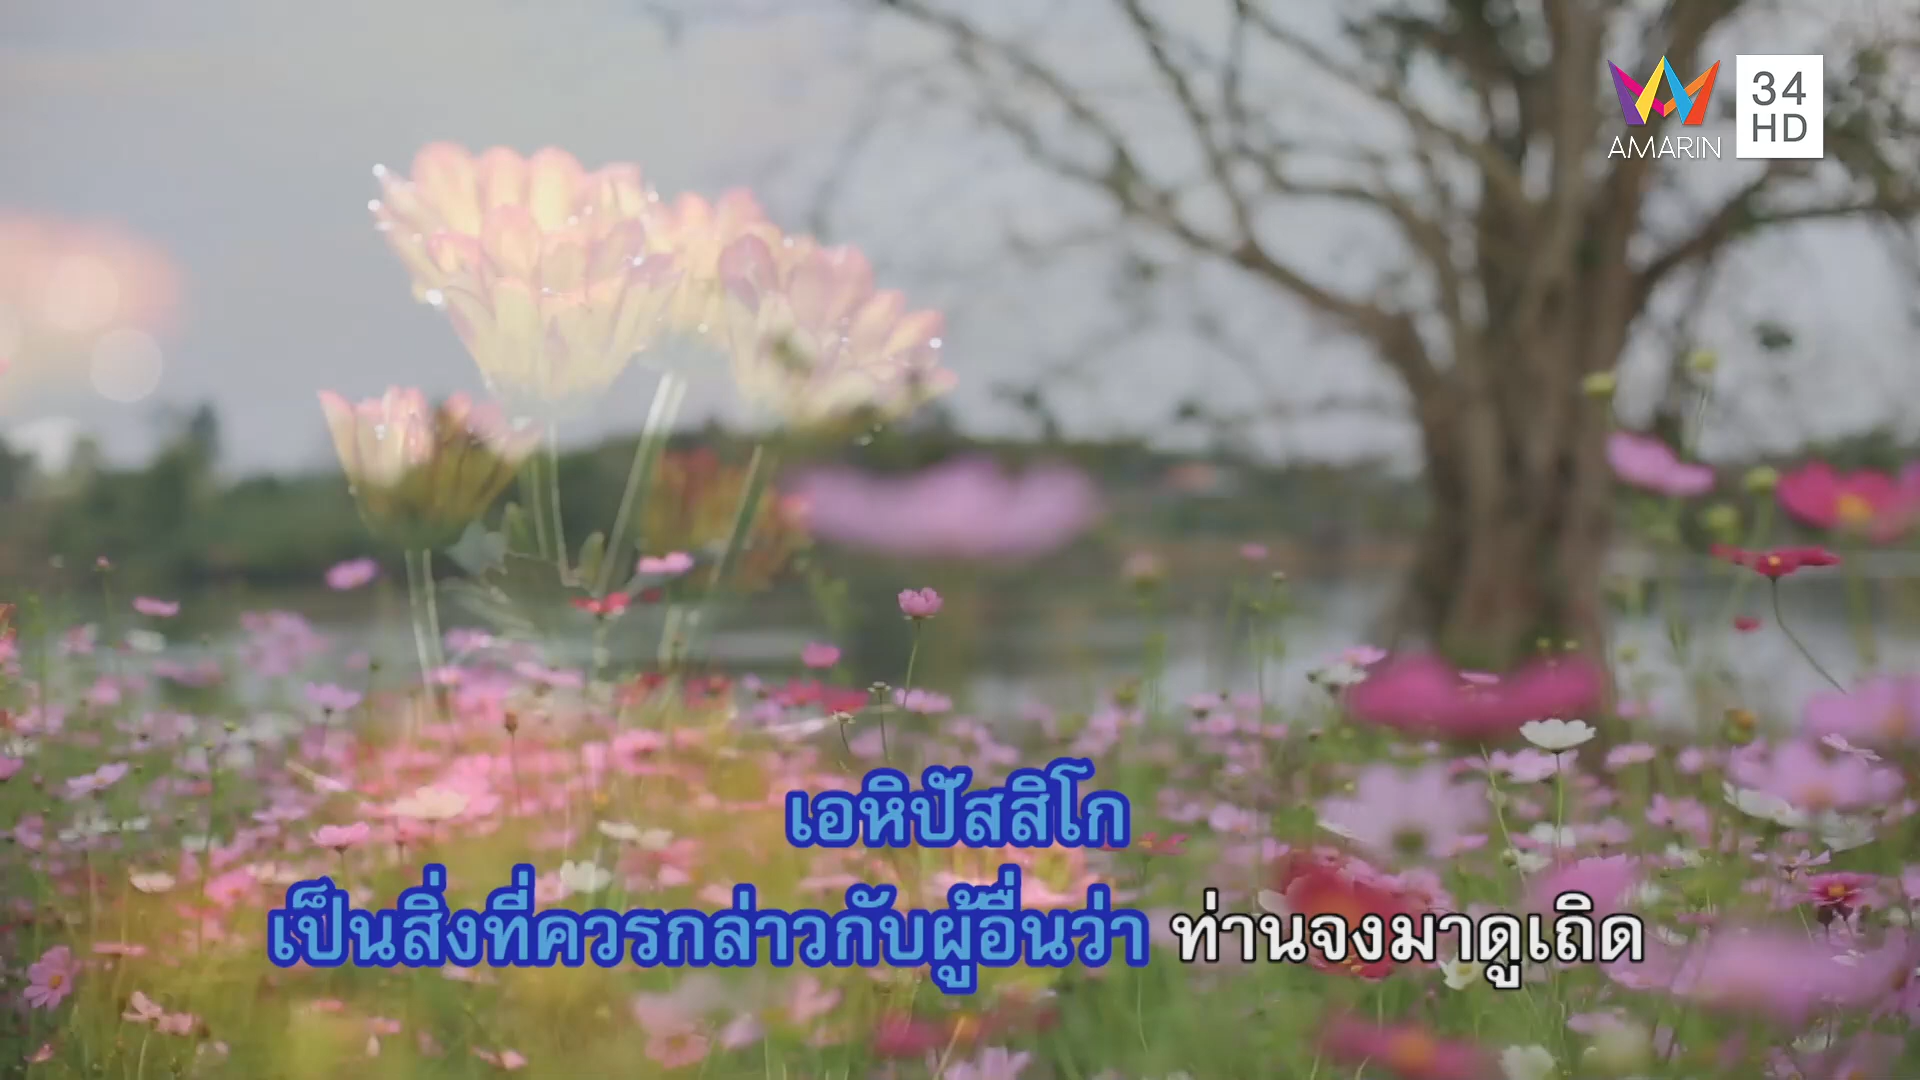 AMARIN
34
HD
เอหิปัสสิโก
เป็นสิ่งที่ควรกล่าวกับผู้อื่นว่า ท่านจงมาดูเถิด